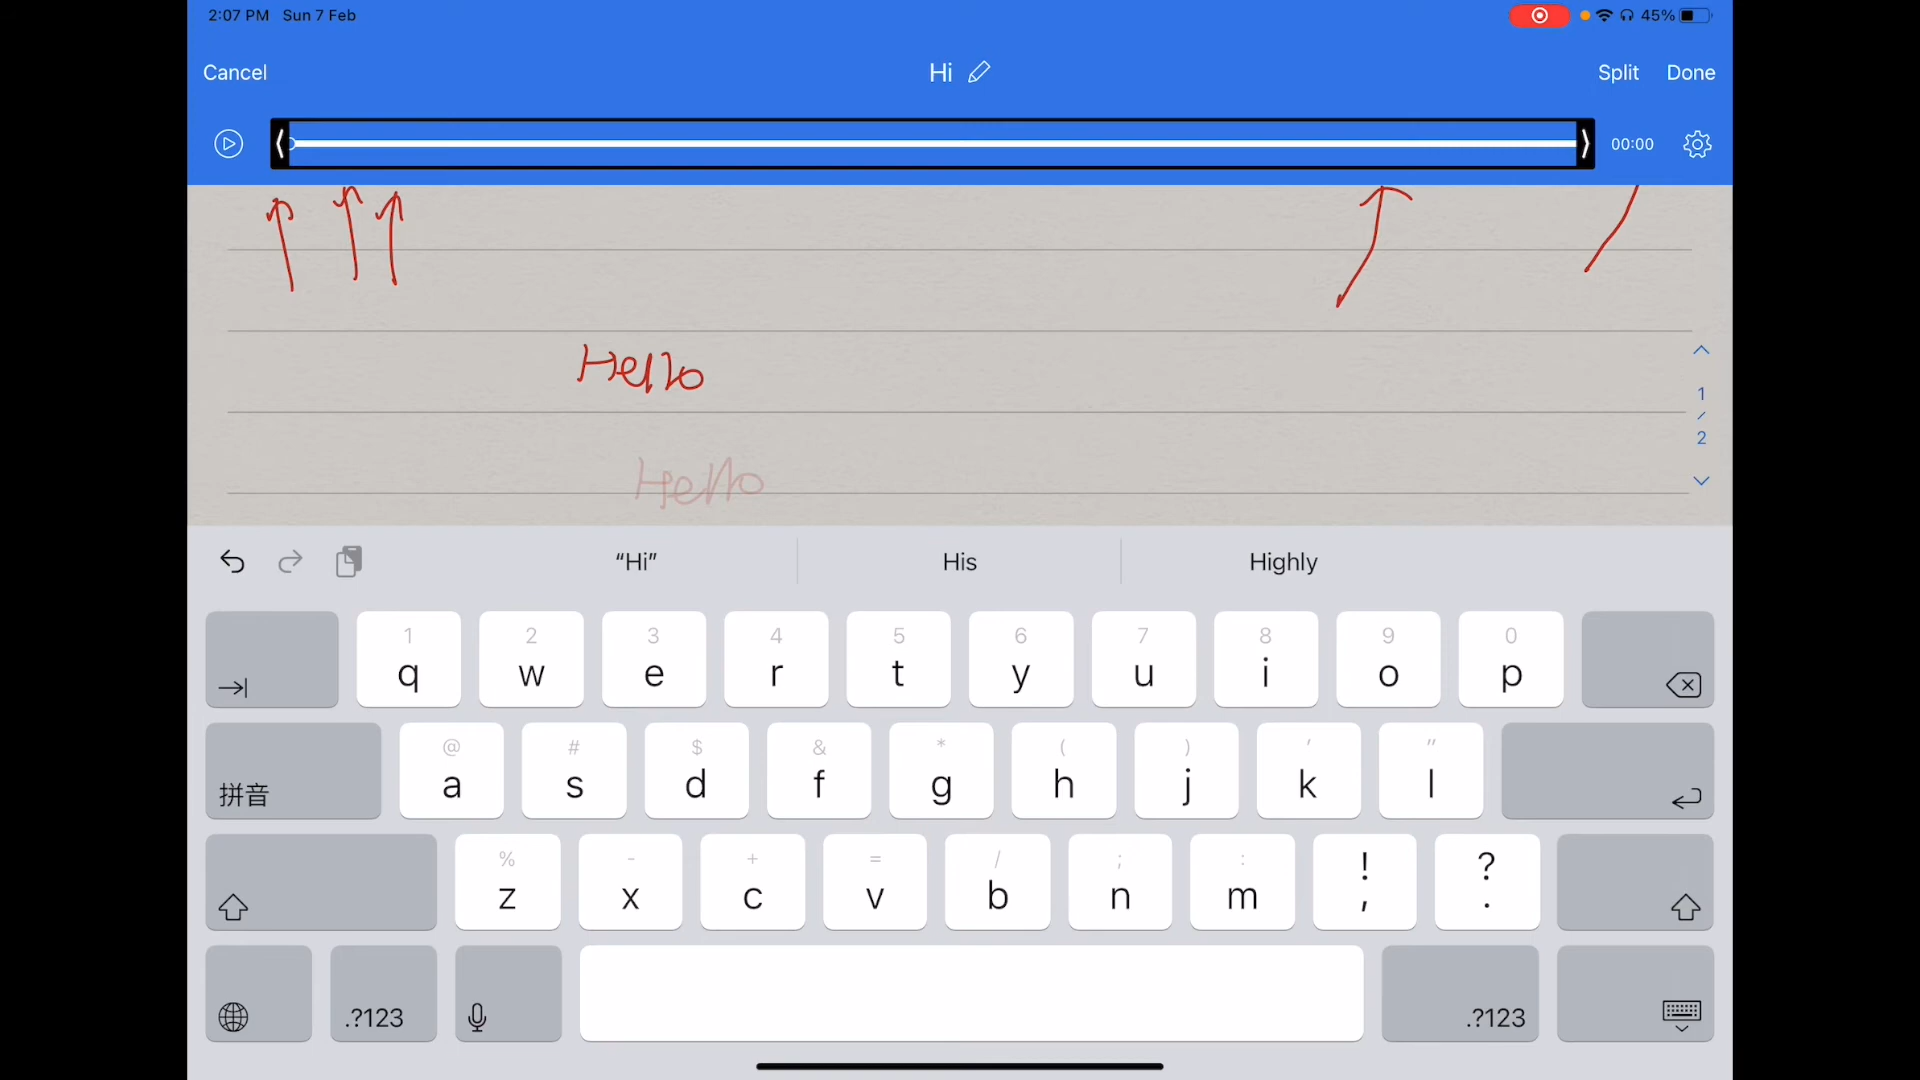 2:07 PM Sun 7 Feb 45%
Cancel Hi Split Done
00:00
Hello
1
/
2
Hello
“Hi” His Highly
1 2 3 4 5 6 7 8 9 0
q w e r t y u i o p
@ # $ & * ( ) ' "
拼音 a s d f g h j k l
% - + = / ; : ! ?
z x c v b n m , .
.?123 .?123